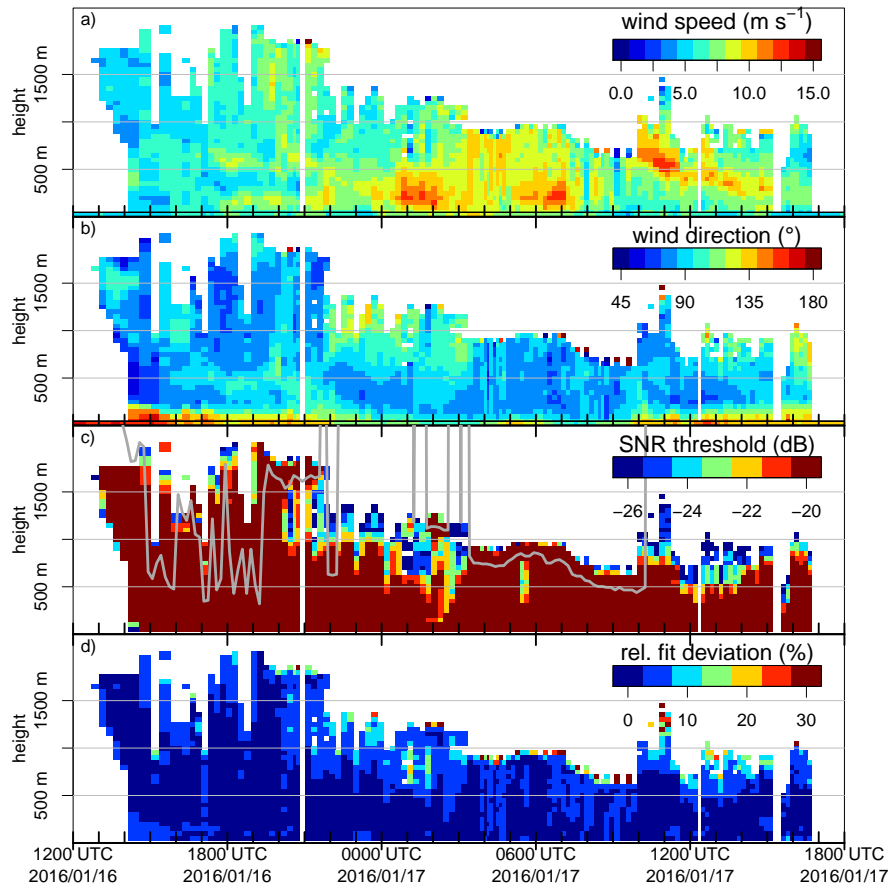 a)
wind speed (m s⁻¹)
0.0 5.0 10.0 15.0
height
500 m 1500 m
b)
wind direction (°)
45 90 135 180
height
500 m 1500 m
c)
SNR threshold (dB)
−26 −24 −22 −20
height
500 m 1500 m
d)
rel. fit deviation (%)
0 10 20 30
height
500 m 1500 m
1200 UTC 1800 UTC 0000 UTC 0600 UTC 1200 UTC 1800 UTC
2016/01/16 2016/01/16 2016/01/17 2016/01/17 2016/01/17 2016/01/17